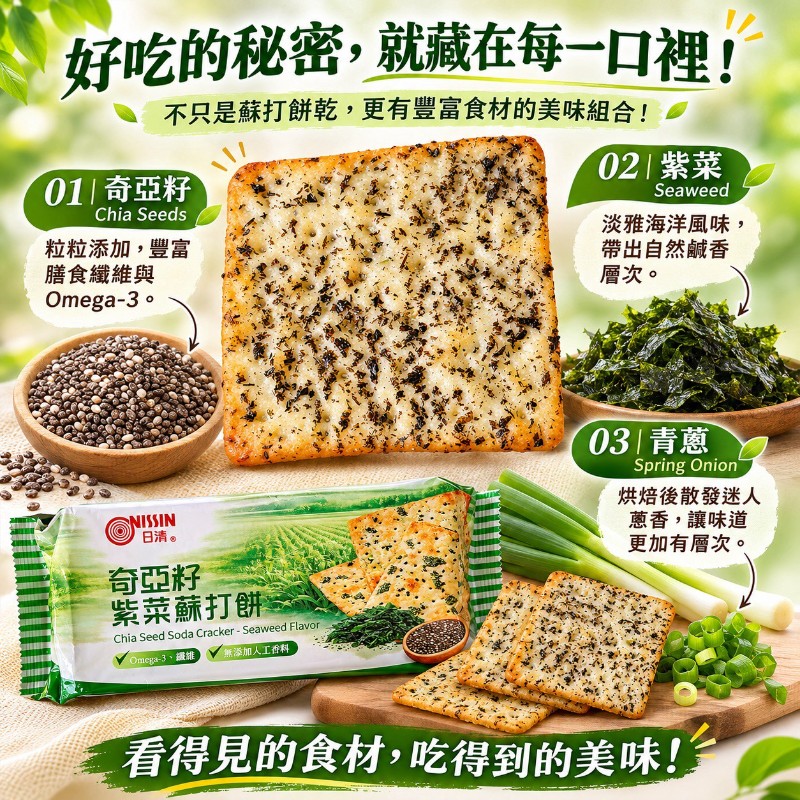 好吃的秘密，就藏在每一口裡！
不只是蘇打餅乾，更有豐富食材的美味組合！
01 | 奇亞籽
Chia Seeds
粒粒添加，豐富
膳食纖維與
Omega-3。
02 | 紫菜
Seaweed
淡雅海洋風味，
帶出自然鹹香
層次。
03 | 青蔥
Spring Onion
烘焙後散發迷人
蔥香，讓味道
更加有層次。
NISSIN
日清®
奇亞籽
紫菜蘇打餅
Chia Seed Soda Cracker - Seaweed Flavor
Omega-3、纖維
無添加人工香料
看得見的食材，吃得到的美味！